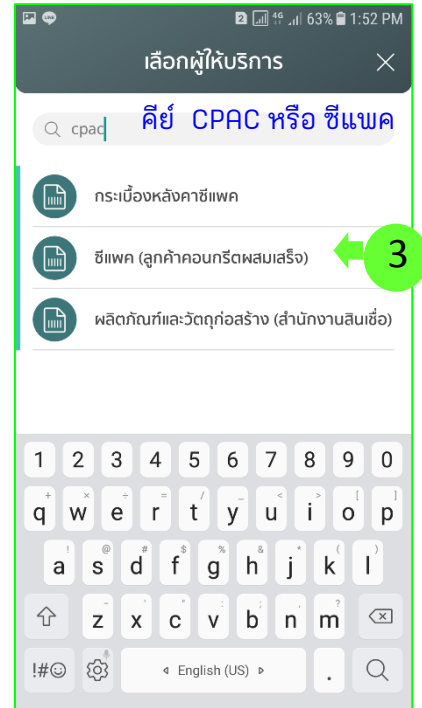 2 4G 63% 1:52 PM
เลือกผู้ให้บริการ
cpac
คีย์ CPAC หรือ ซีแพค
กระเบื้องหลังคาซีแพค
ซีแพค (ลูกค้าคอนกรีตผสมเสร็จ)
3
ผลิตภัณฑ์และวัตถุก่อสร้าง (สำนักงานสินเชื่อ)
1 2 3 4 5 6 7 8 9 0
+ × ÷ = / _ < > [ ]
q w e r t y u i o p
! @ # $ % & * ( )
a s d f g h j k l
- ' " : ; , ?
z x c v b n m
!#☺ English (US) .